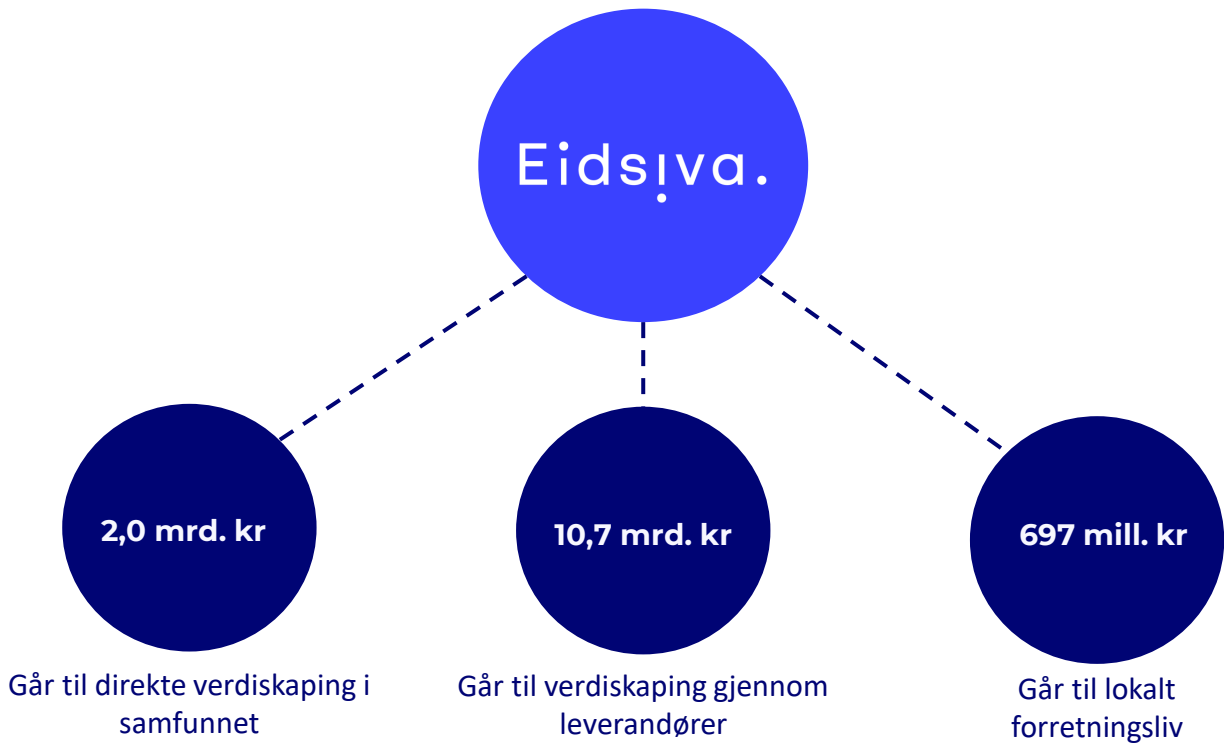 Eidsiva.
2,0 mrd. kr
10,7 mrd. kr
697 mill. kr
Går til direkte verdiskaping i
samfunnet
Går til verdiskaping gjennom
leverandører
Går til lokalt
forretningsliv